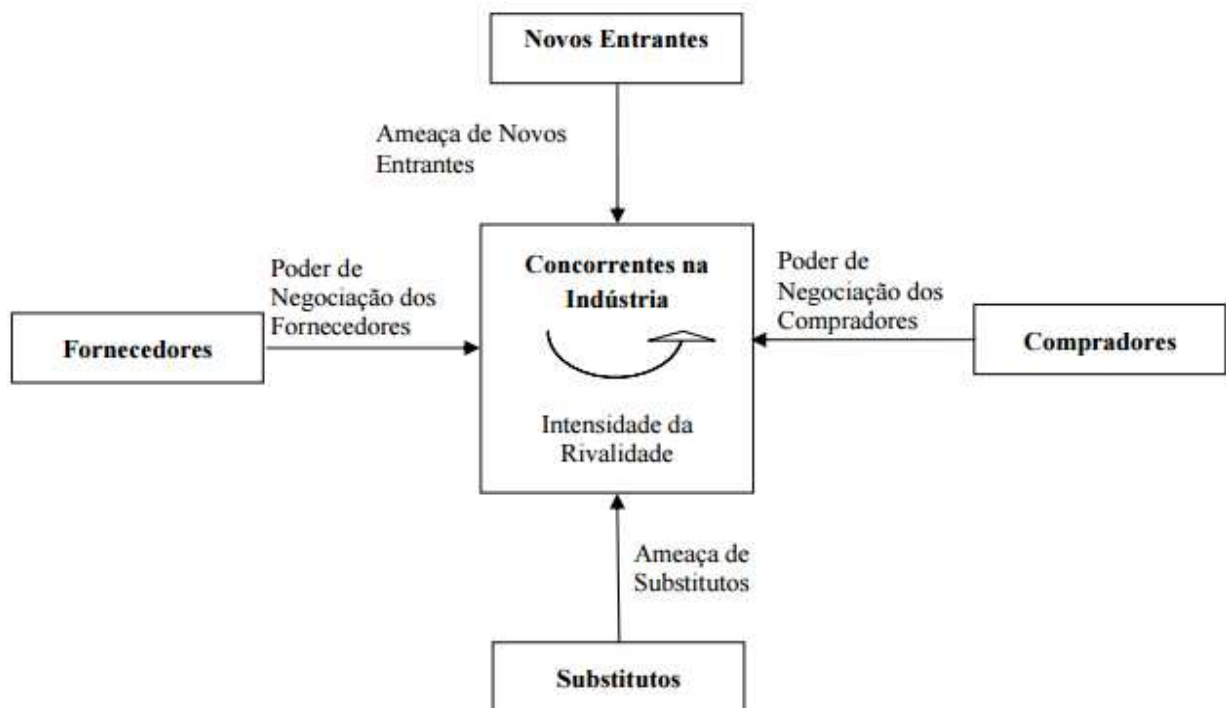 Novos Entrantes
Ameaça de Novos
Entrantes
Fornecedores
Poder de
Negociação dos
Fornecedores
Concorrentes na
Indústria
Intensidade da
Rivalidade
Poder de
Negociação dos
Compradores
Compradores
Ameaça de
Substitutos
Substitutos